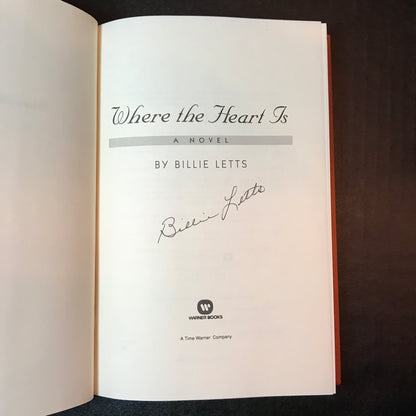 Where the Heart Is
A NOVEL
BY BILLIE LETTS
Billie Letts
W
WARNER BOOKS
A Time Warner Company